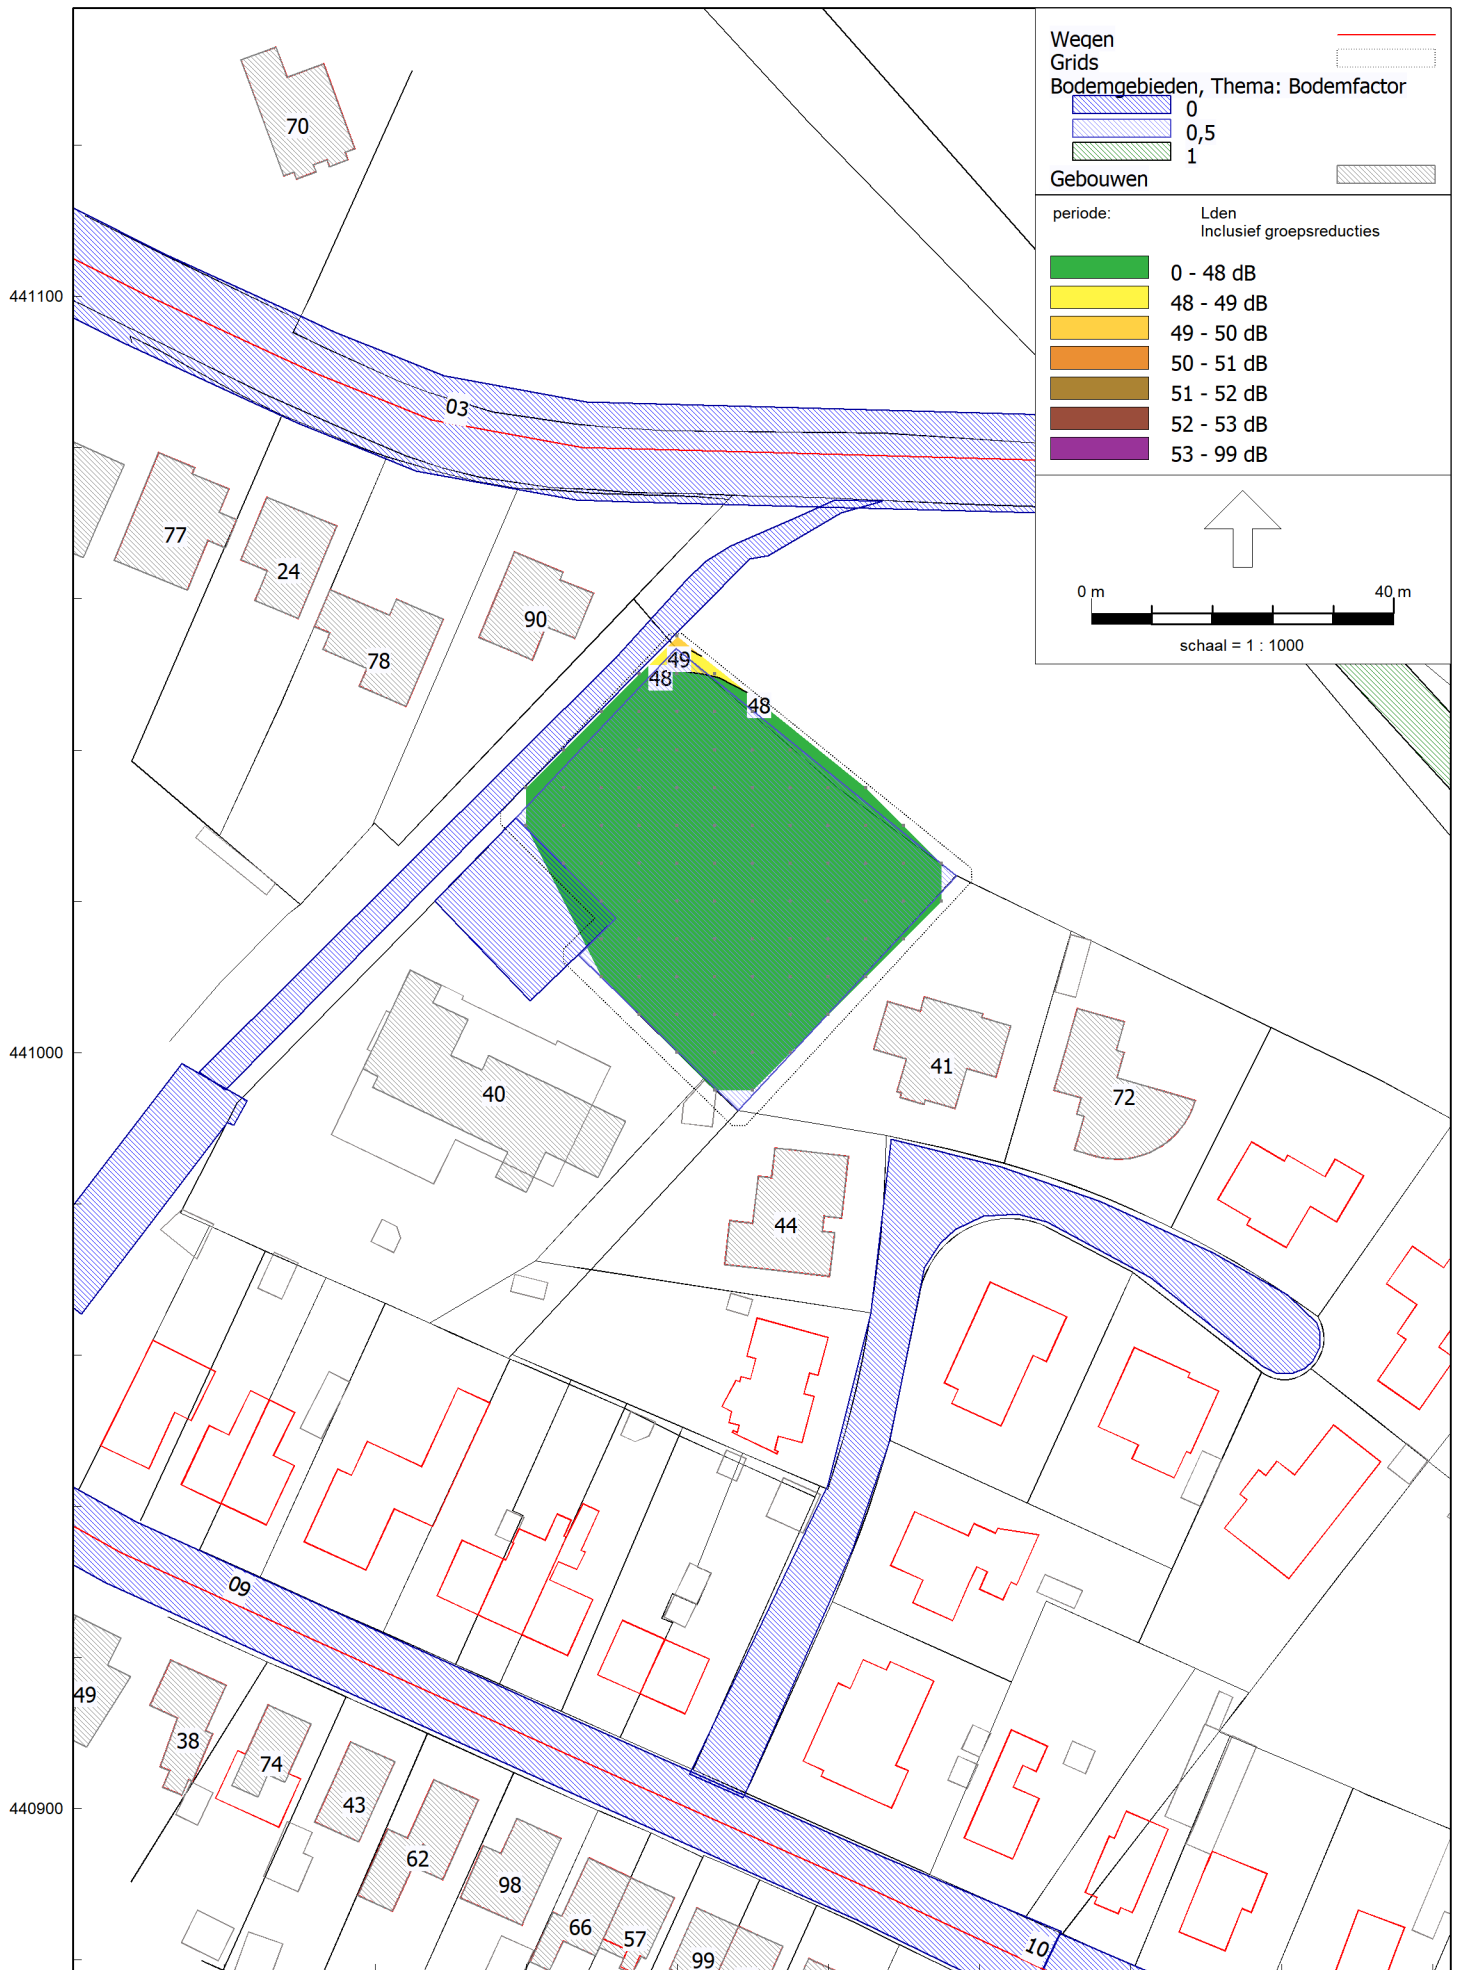 Wegen
Grids
Bodemgebieden, Thema: Bodemfactor
0
0,5
1
Gebouwen
periode: Lden
Inclusief groepsreducties
0 - 48 dB
48 - 49 dB
49 - 50 dB
50 - 51 dB
51 - 52 dB
52 - 53 dB
53 - 99 dB
0 m 40 m
schaal = 1 : 1000
70
441100
03
77
24
90
78
49
48
48
441000
40
41
72
44
09
49
38
74
43
440900
62
98
66
57
99
10